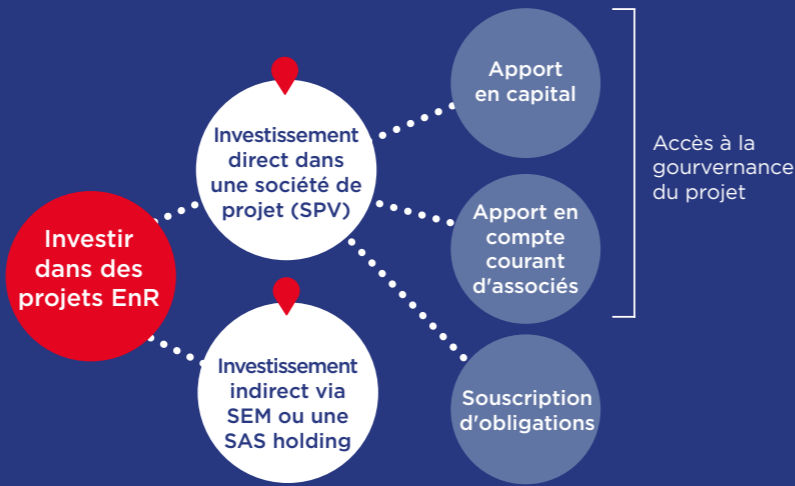 Investir
dans des
projets EnR
Investissement
direct dans
une société de
projet (SPV)
Investissement
indirect via
SEM ou une
SAS holding
Apport
en capital
Apport en
compte
courant
d'associés
Souscription
d'obligations
Accès à la
gourvernance
du projet